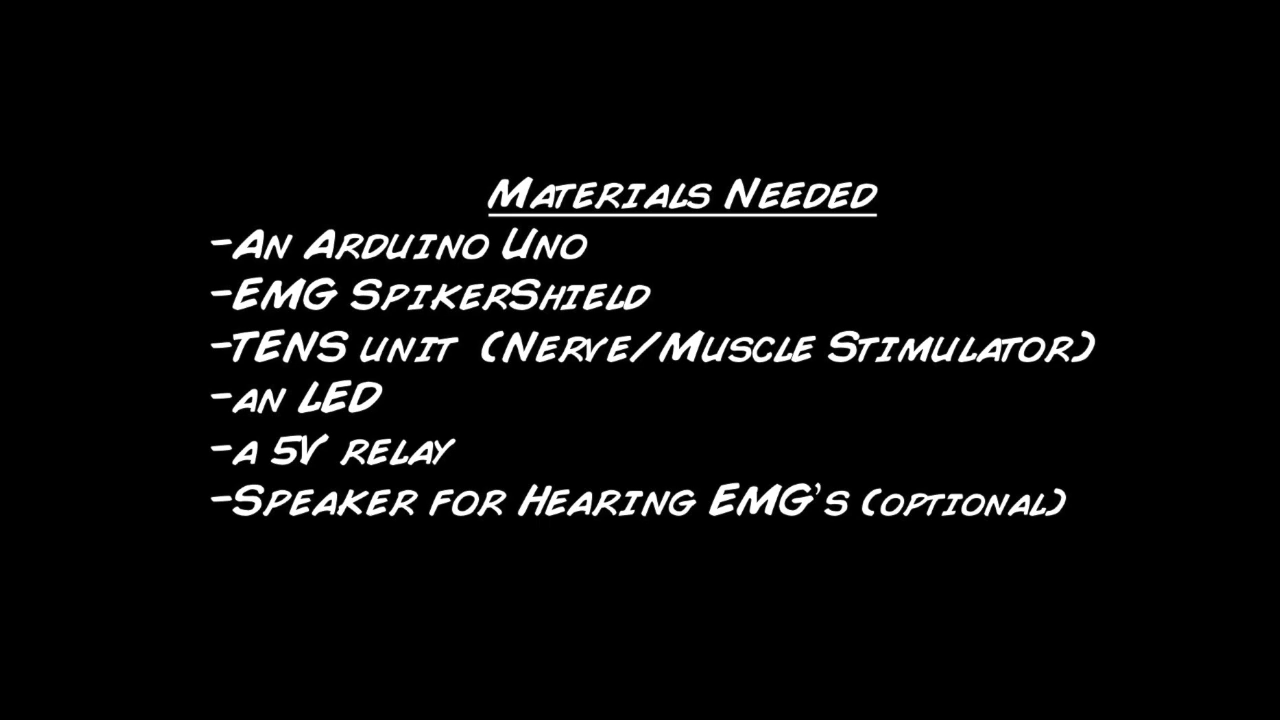 Materials Needed
-An Arduino Uno
-EMG SpikerShield
-TENS unit (Nerve/Muscle Stimulator)
-an LED
-a 5V relay
-Speaker for Hearing EMG's (optional)